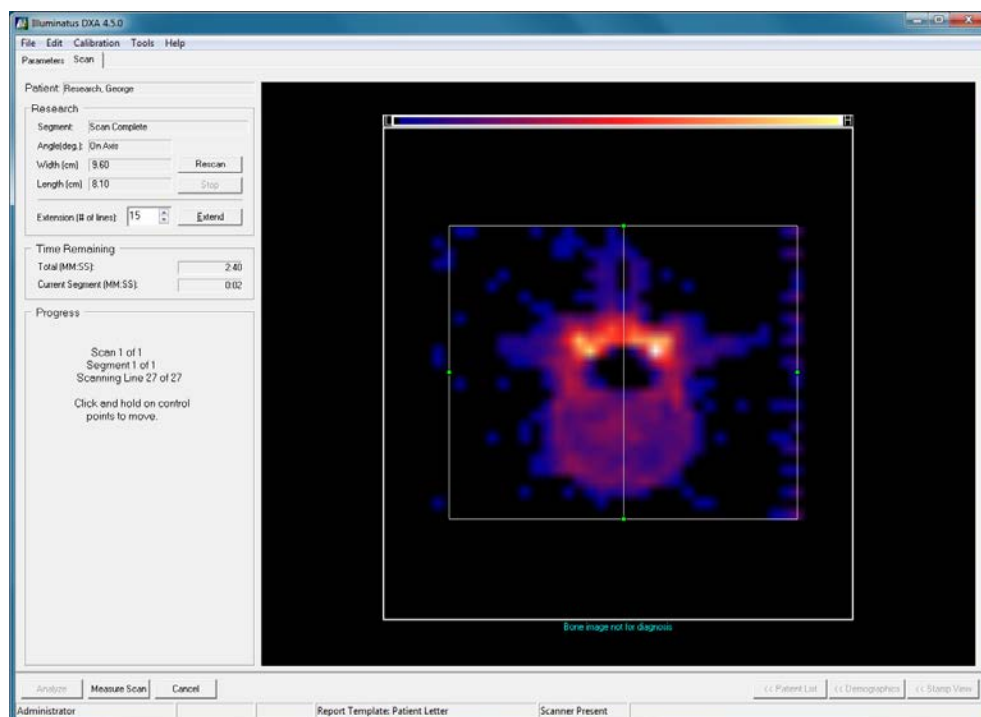 Illuminatus DXA 4.5.0
File Edit Calibration Tools Help
Parameters Scan
Patient: Research, George
Research
Segment: Scan Complete
Angle(deg.): On Axis
Width (cm) 9.60 Rescan
Length (cm) 8.10 Stop
Extension (# of lines): 15 Extend
Time Remaining
Total (MM:SS): 2:40
Current Segment (MM:SS): 0:02
Progress
Scan 1 of 1
Segment 1 of 1
Scanning Line 27 of 27
Click and hold on control
points to move.
L H
Bone image not for diagnosis
Analyze Measure Scan Cancel << Patient List << Demographics << Stamp View
Administrator Report Template: Patient Letter Scanner Present